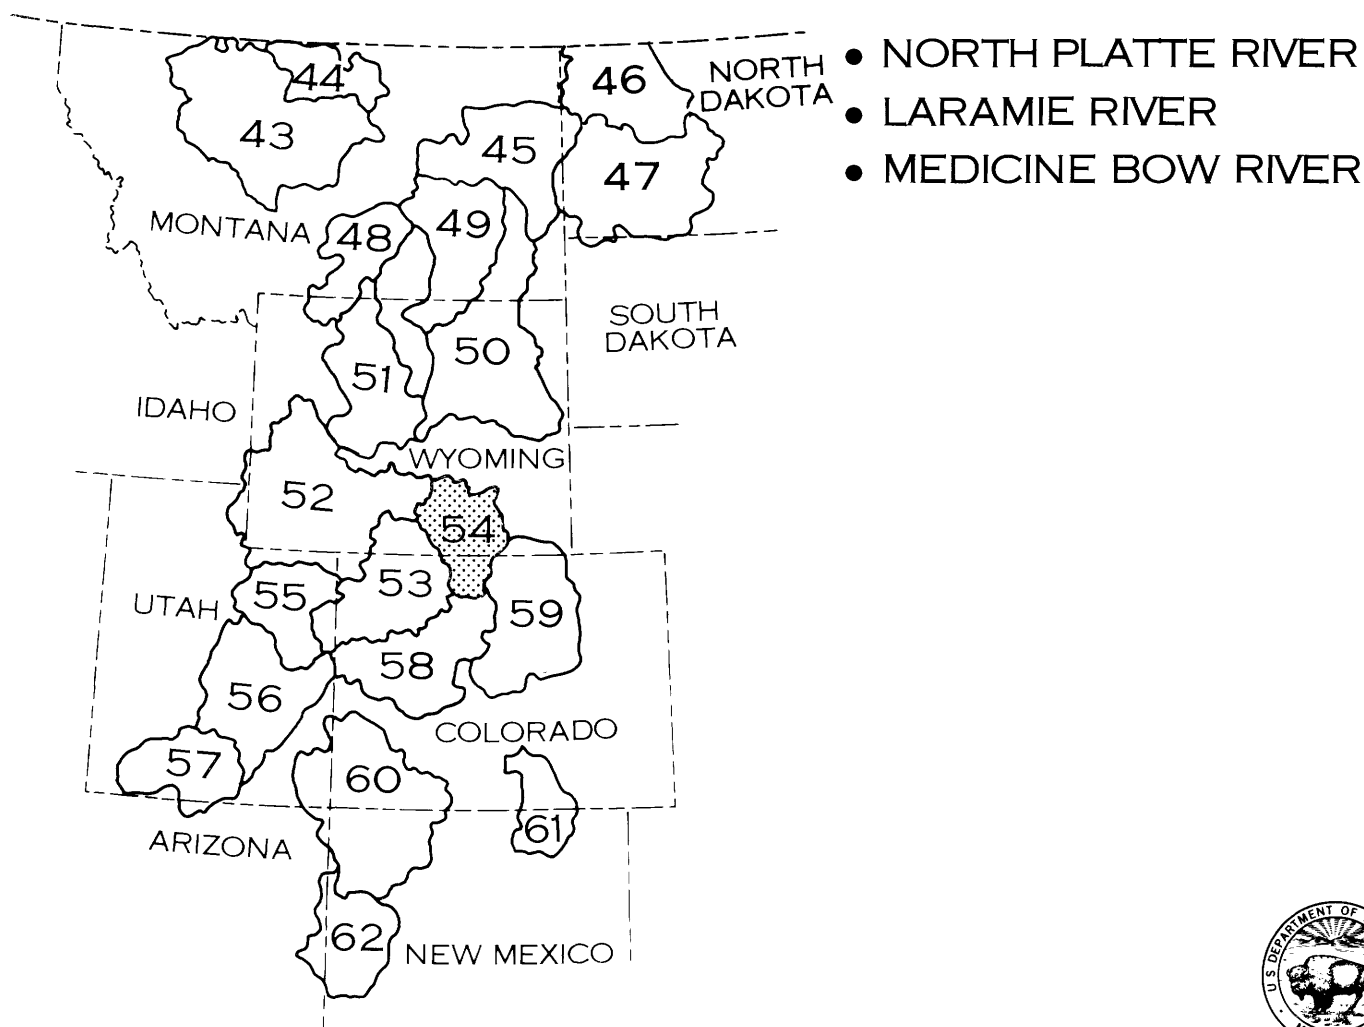 NORTH PLATTE RIVER
LARAMIE RIVER
MEDICINE BOW RIVER
44
46
NORTH
DAKOTA
43
45
47
MONTANA
48
49
SOUTH
DAKOTA
50
51
IDAHO
WYOMING
52
54
53
55
UTAH
59
58
56
COLORADO
57
60
61
ARIZONA
62
NEW MEXICO
U S DEPARTMENT OF